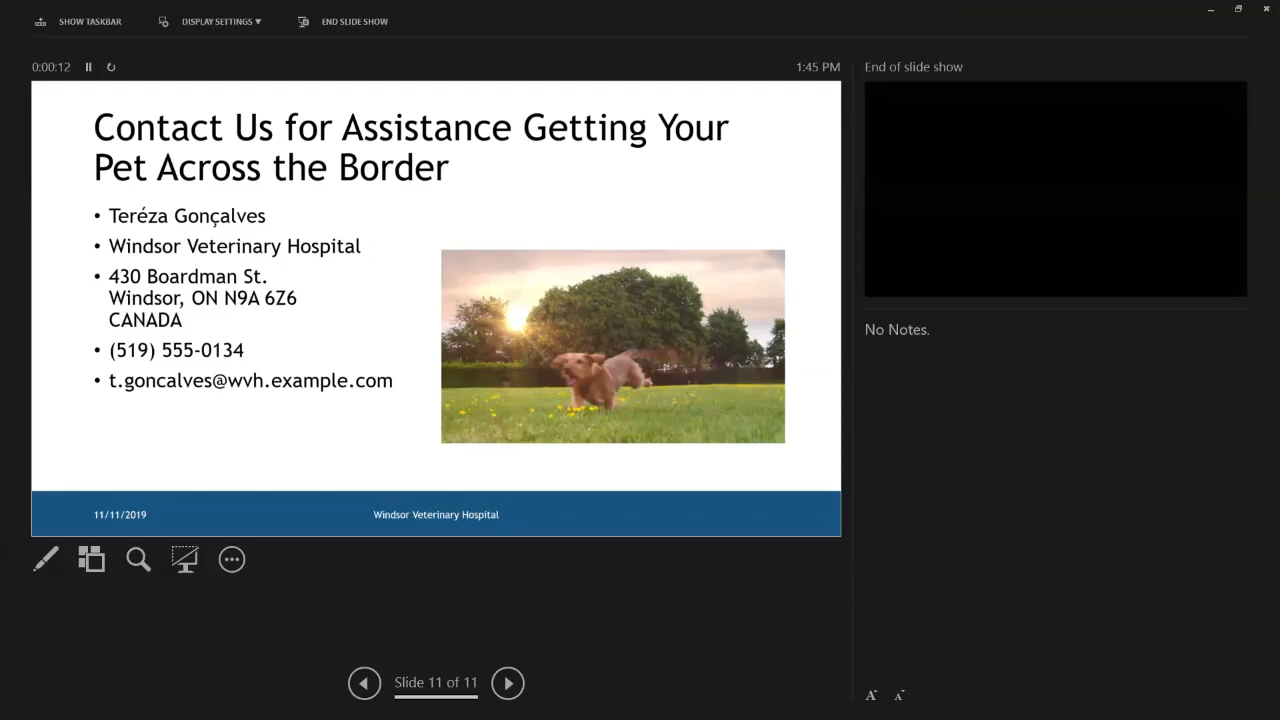 SHOW TASKBAR
DISPLAY SETTINGS ▼
END SLIDE SHOW
0:00:12
1:45 PM
End of slide show
Contact Us for Assistance Getting Your
Pet Across the Border
• Teréza Gonçalves
• Windsor Veterinary Hospital
• 430 Boardman St.
Windsor, ON N9A 6Z6
CANADA
• (519) 555-0134
• t.goncalves@wvh.example.com
No Notes.
11/11/2019
Windsor Veterinary Hospital
Slide 11 of 11
A
A